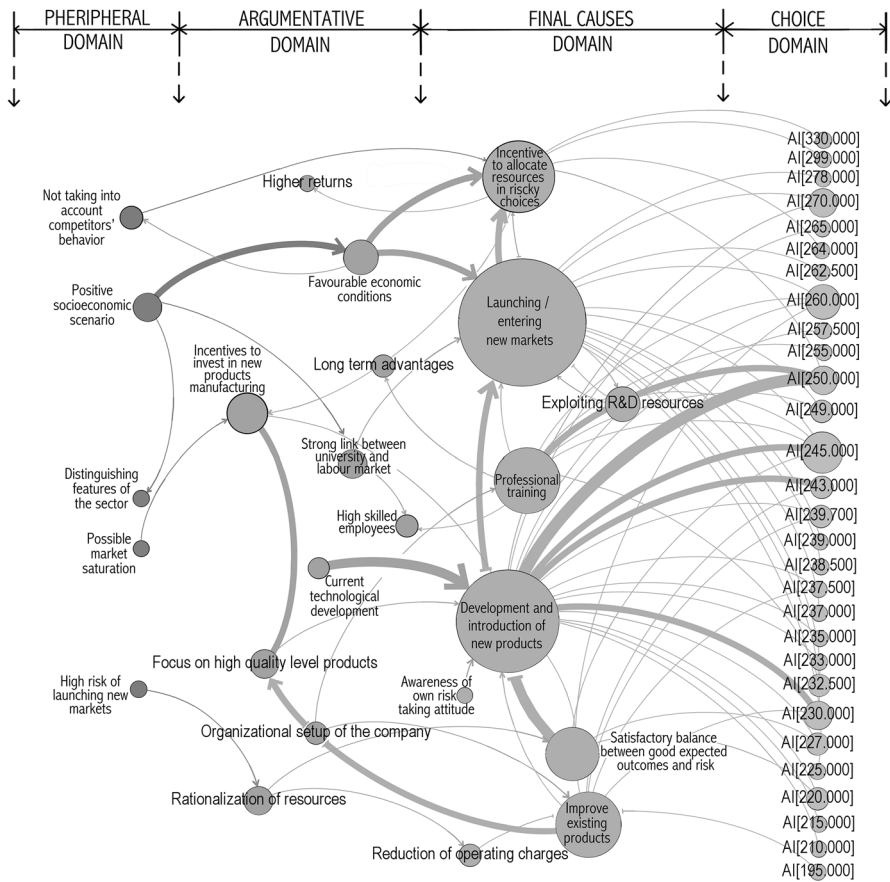 PHERIPHERAL
DOMAIN
ARGUMENTATIVE
DOMAIN
FINAL CAUSES
DOMAIN
CHOICE
DOMAIN
Not taking into
account
competitors'
behavior
Positive
socioeconomic
scenario
Distinguishing
features of
the sector
Possible
market
saturation
High risk of
launching new
markets
Higher returns
Favourable economic
conditions
Incentives to
invest in new
products
manufacturing
Long term advantages
Strong link between
university and
labour market
High skilled
employees
Current
technological
development
Focus on high quality level products
Organizational setup of the company
Rationalization of resources
Awareness of
own risk
taking attitude
Reduction of operating charges
Incentive
to allocate
resources
in riscky
choices
Launching /
entering
new markets
Exploiting R&D resources
Professional
training
Development and
introduction of
new products
Satisfactory balance
between good expected
outcomes and risk
Improve
existing
products
AI[330.000]
AI[299.000]
AI[278.000]
AI[270.000]
AI[265.000]
AI[264.000]
AI[262.500]
AI[260.000]
AI[257.500]
AI[255.000]
AI[250.000]
AI[249.000]
AI[245.000]
AI[243.000]
AI[239.700]
AI[239.000]
AI[238.500]
AI[237.500]
AI[237.000]
AI[235.000]
AI[233.000]
AI[232.500]
AI[230.000]
AI[227.000]
AI[225.000]
AI[220.000]
AI[215.000]
AI[210.000]
AI[195.000]